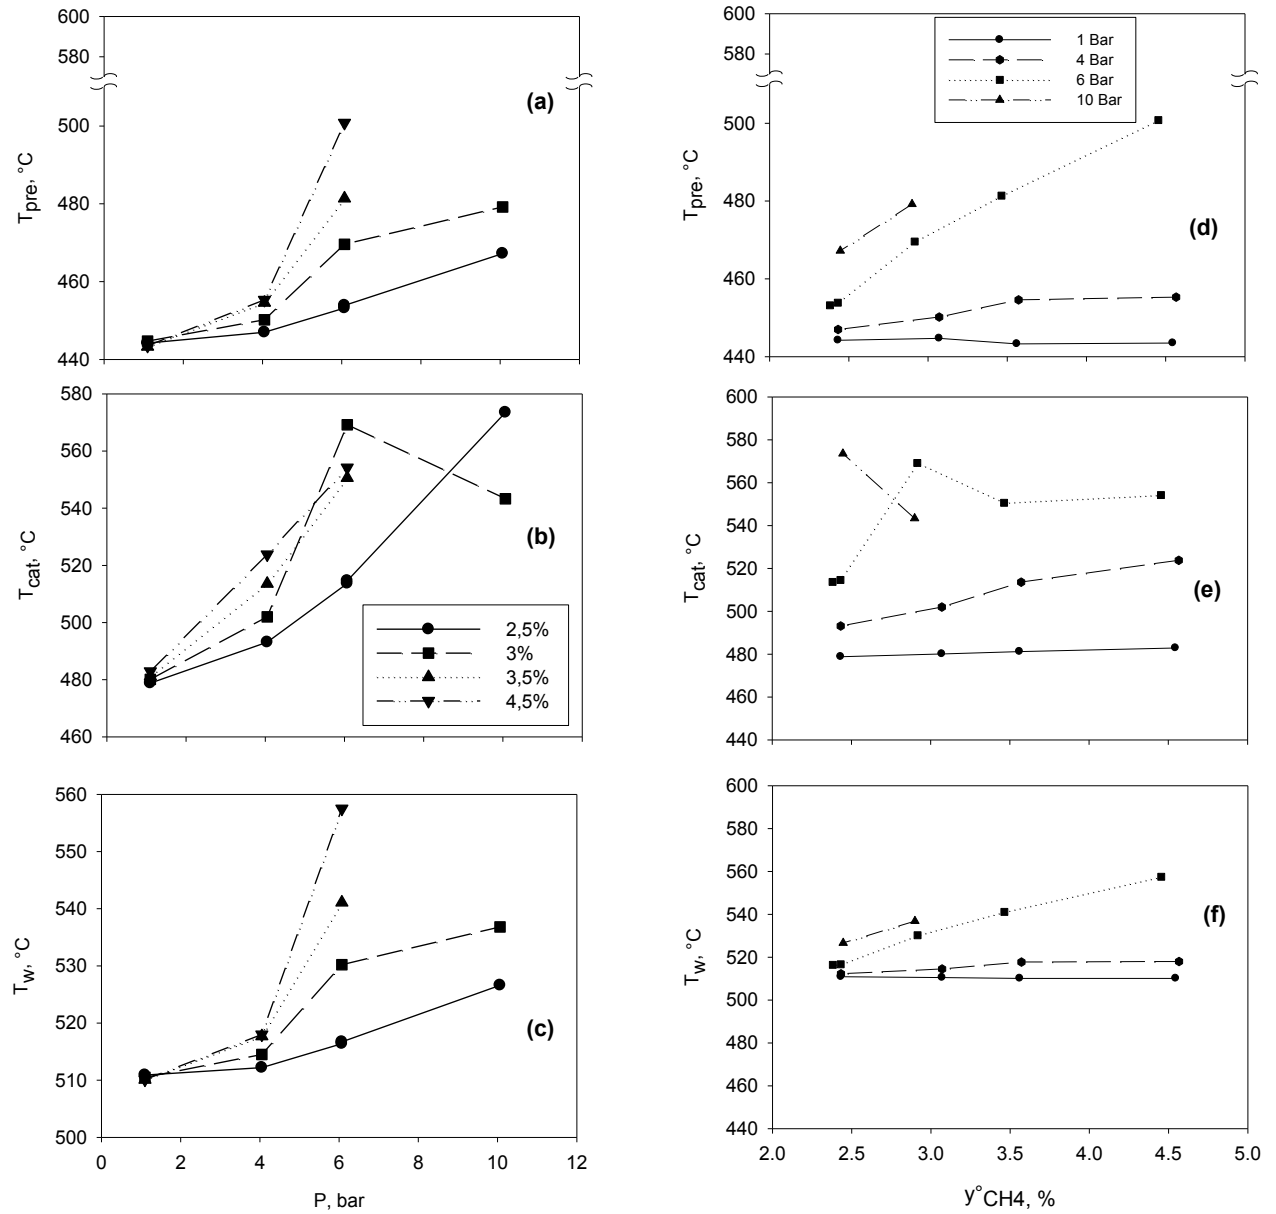 600
580
500
480
460
440
T_pre, °C
(a)
580
560
540
520
500
480
460
T_cat, °C
(b)
2,5%
3%
3,5%
4,5%
560
550
540
530
520
510
500
T_w, °C
(c)
0 2 4 6 8 10 12
P, bar
600
580
500
480
460
440
T_pre, °C
1 Bar
4 Bar
6 Bar
10 Bar
(d)
600
580
560
540
520
500
480
460
440
T_cat, °C
(e)
600
580
560
540
520
500
480
460
440
T_w, °C
(f)
2.0 2.5 3.0 3.5 4.0 4.5 5.0
y°CH4, %